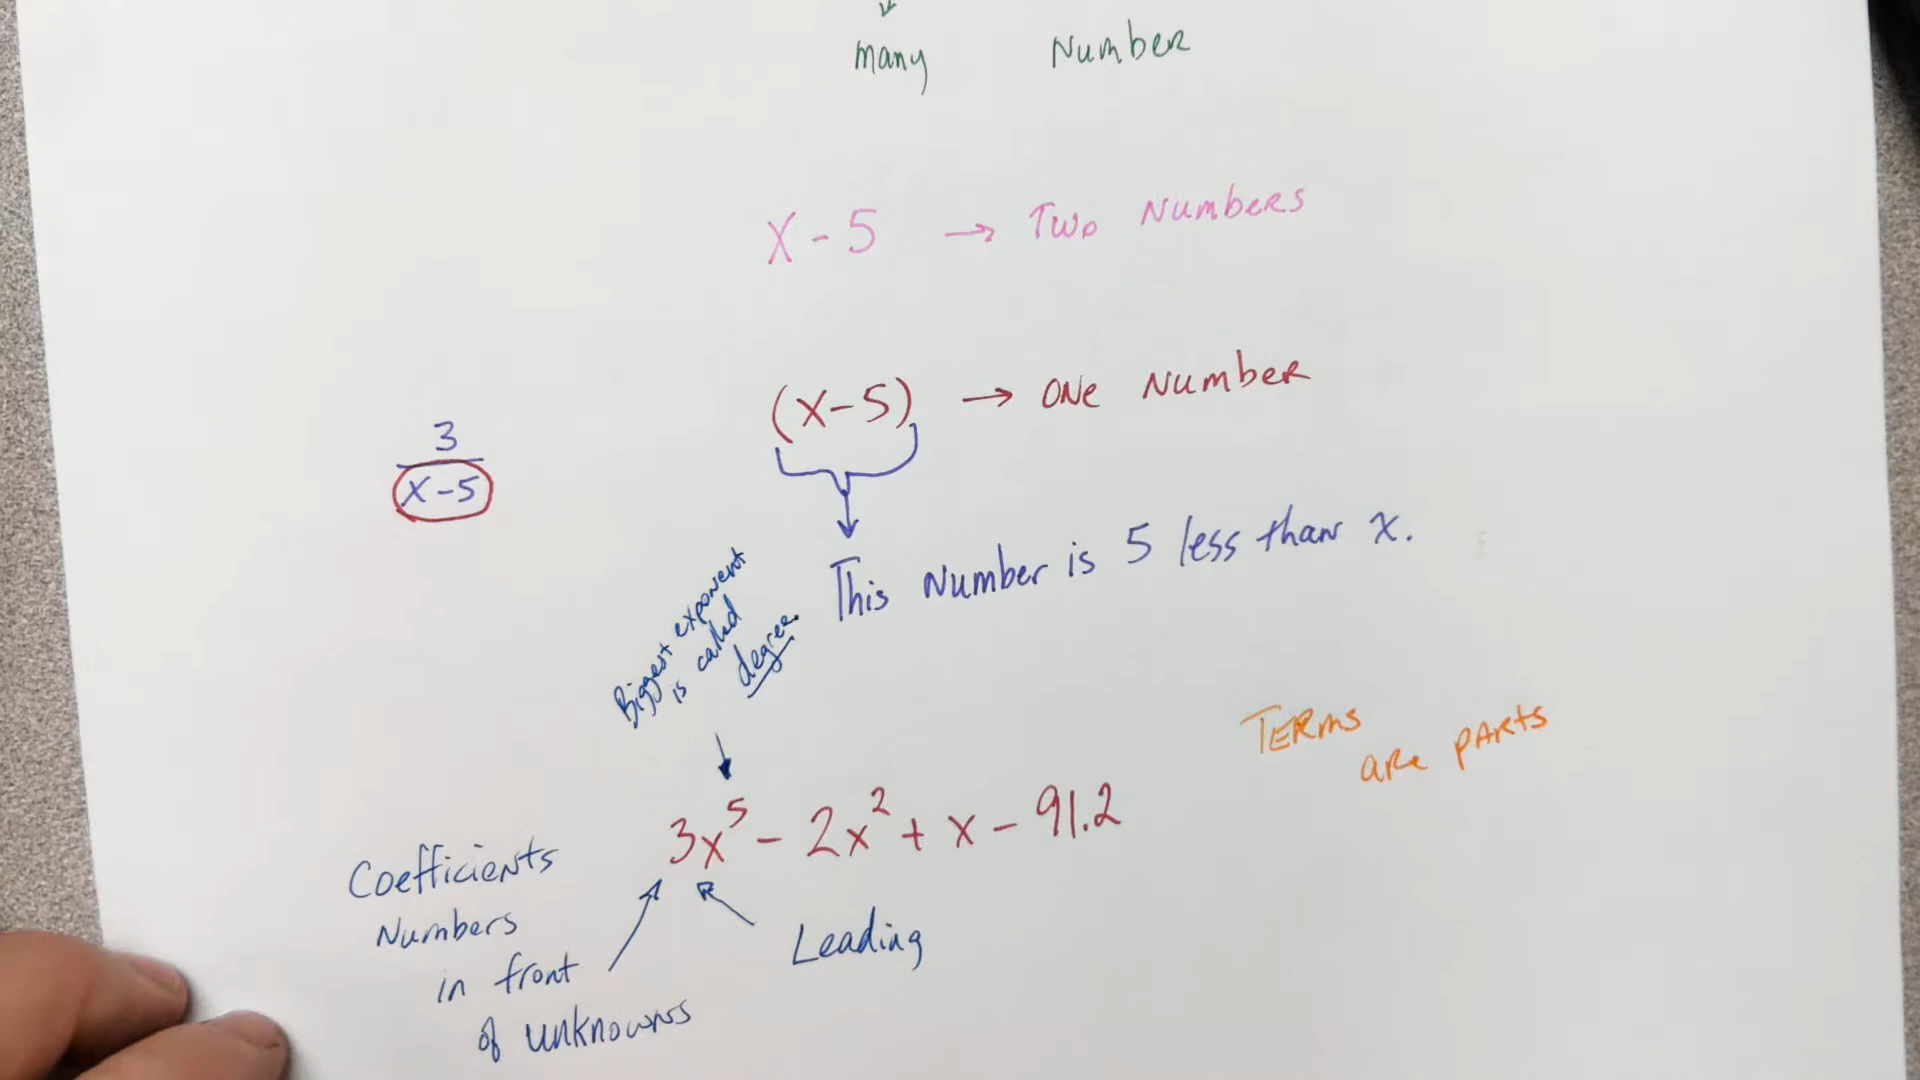 many Number
x - 5 → Two Numbers
(x - 5) → ONe Number
3
x - 5
This Number is 5 less than x.
Biggest exponent
is called
degree.
Terms
are parts
3x⁵ - 2x² + x - 91.2
Coefficients
Numbers
in front
of unknowns
Leading